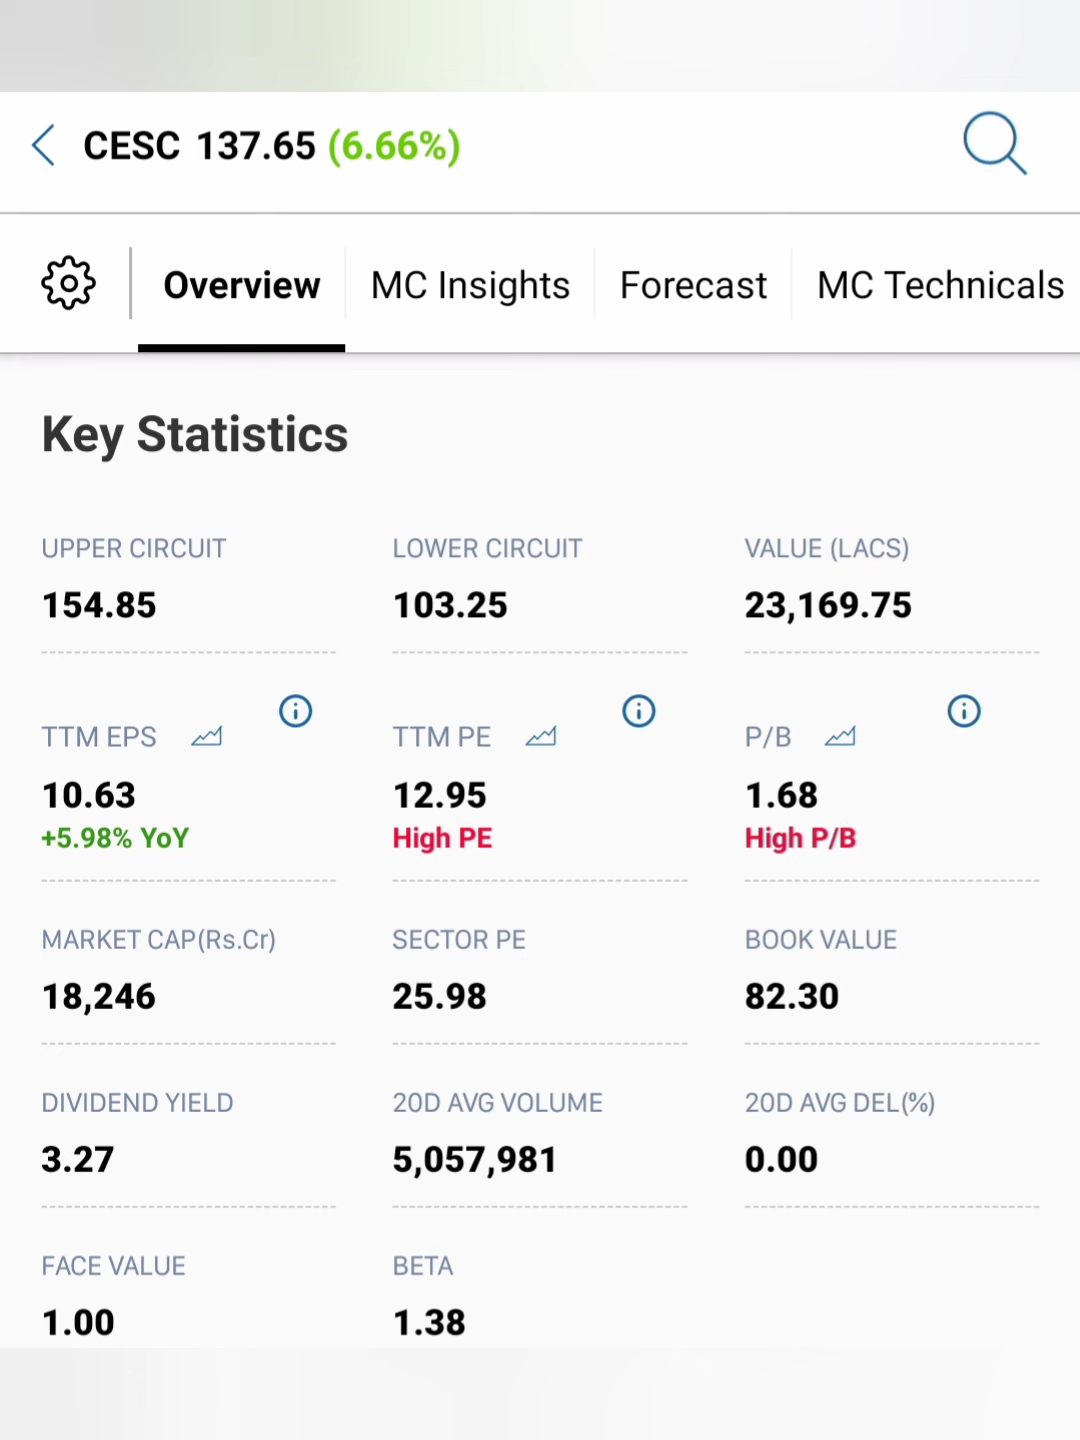 CESC 137.65 (6.66%)
Overview MC Insights Forecast MC Technicals
Key Statistics
UPPER CIRCUIT LOWER CIRCUIT VALUE (LACS)
154.85 103.25 23,169.75
TTM EPS TTM PE P/B
10.63 12.95 1.68
+5.98% YoY High PE High P/B
MARKET CAP(Rs.Cr) SECTOR PE BOOK VALUE
18,246 25.98 82.30
DIVIDEND YIELD 20D AVG VOLUME 20D AVG DEL(%)
3.27 5,057,981 0.00
FACE VALUE BETA
1.00 1.38